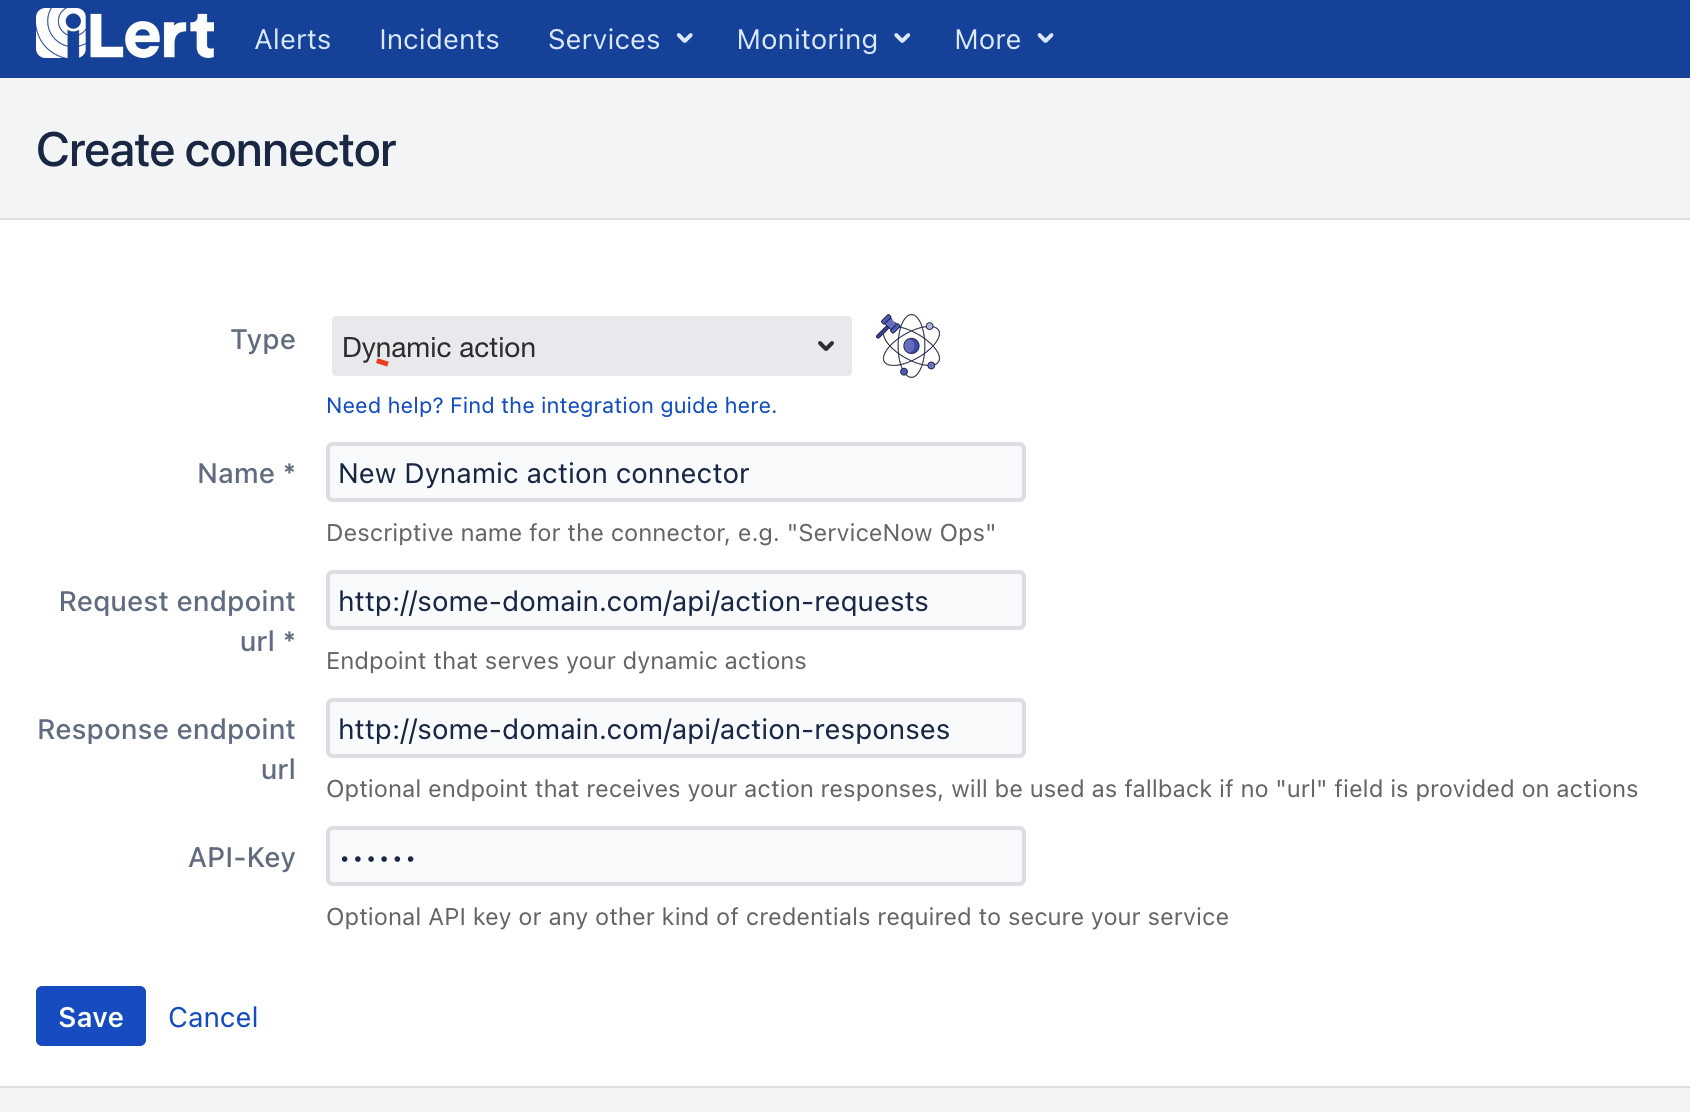 iLert Alerts Incidents Services Monitoring More
Create connector
Type Dynamic action
Need help? Find the integration guide here.
Name * New Dynamic action connector
Descriptive name for the connector, e.g. "ServiceNow Ops"
Request endpoint url * http://some-domain.com/api/action-requests
Endpoint that serves your dynamic actions
Response endpoint url http://some-domain.com/api/action-responses
Optional endpoint that receives your action responses, will be used as fallback if no "url" field is provided on actions
API-Key ••••••
Optional API key or any other kind of credentials required to secure your service
Save Cancel